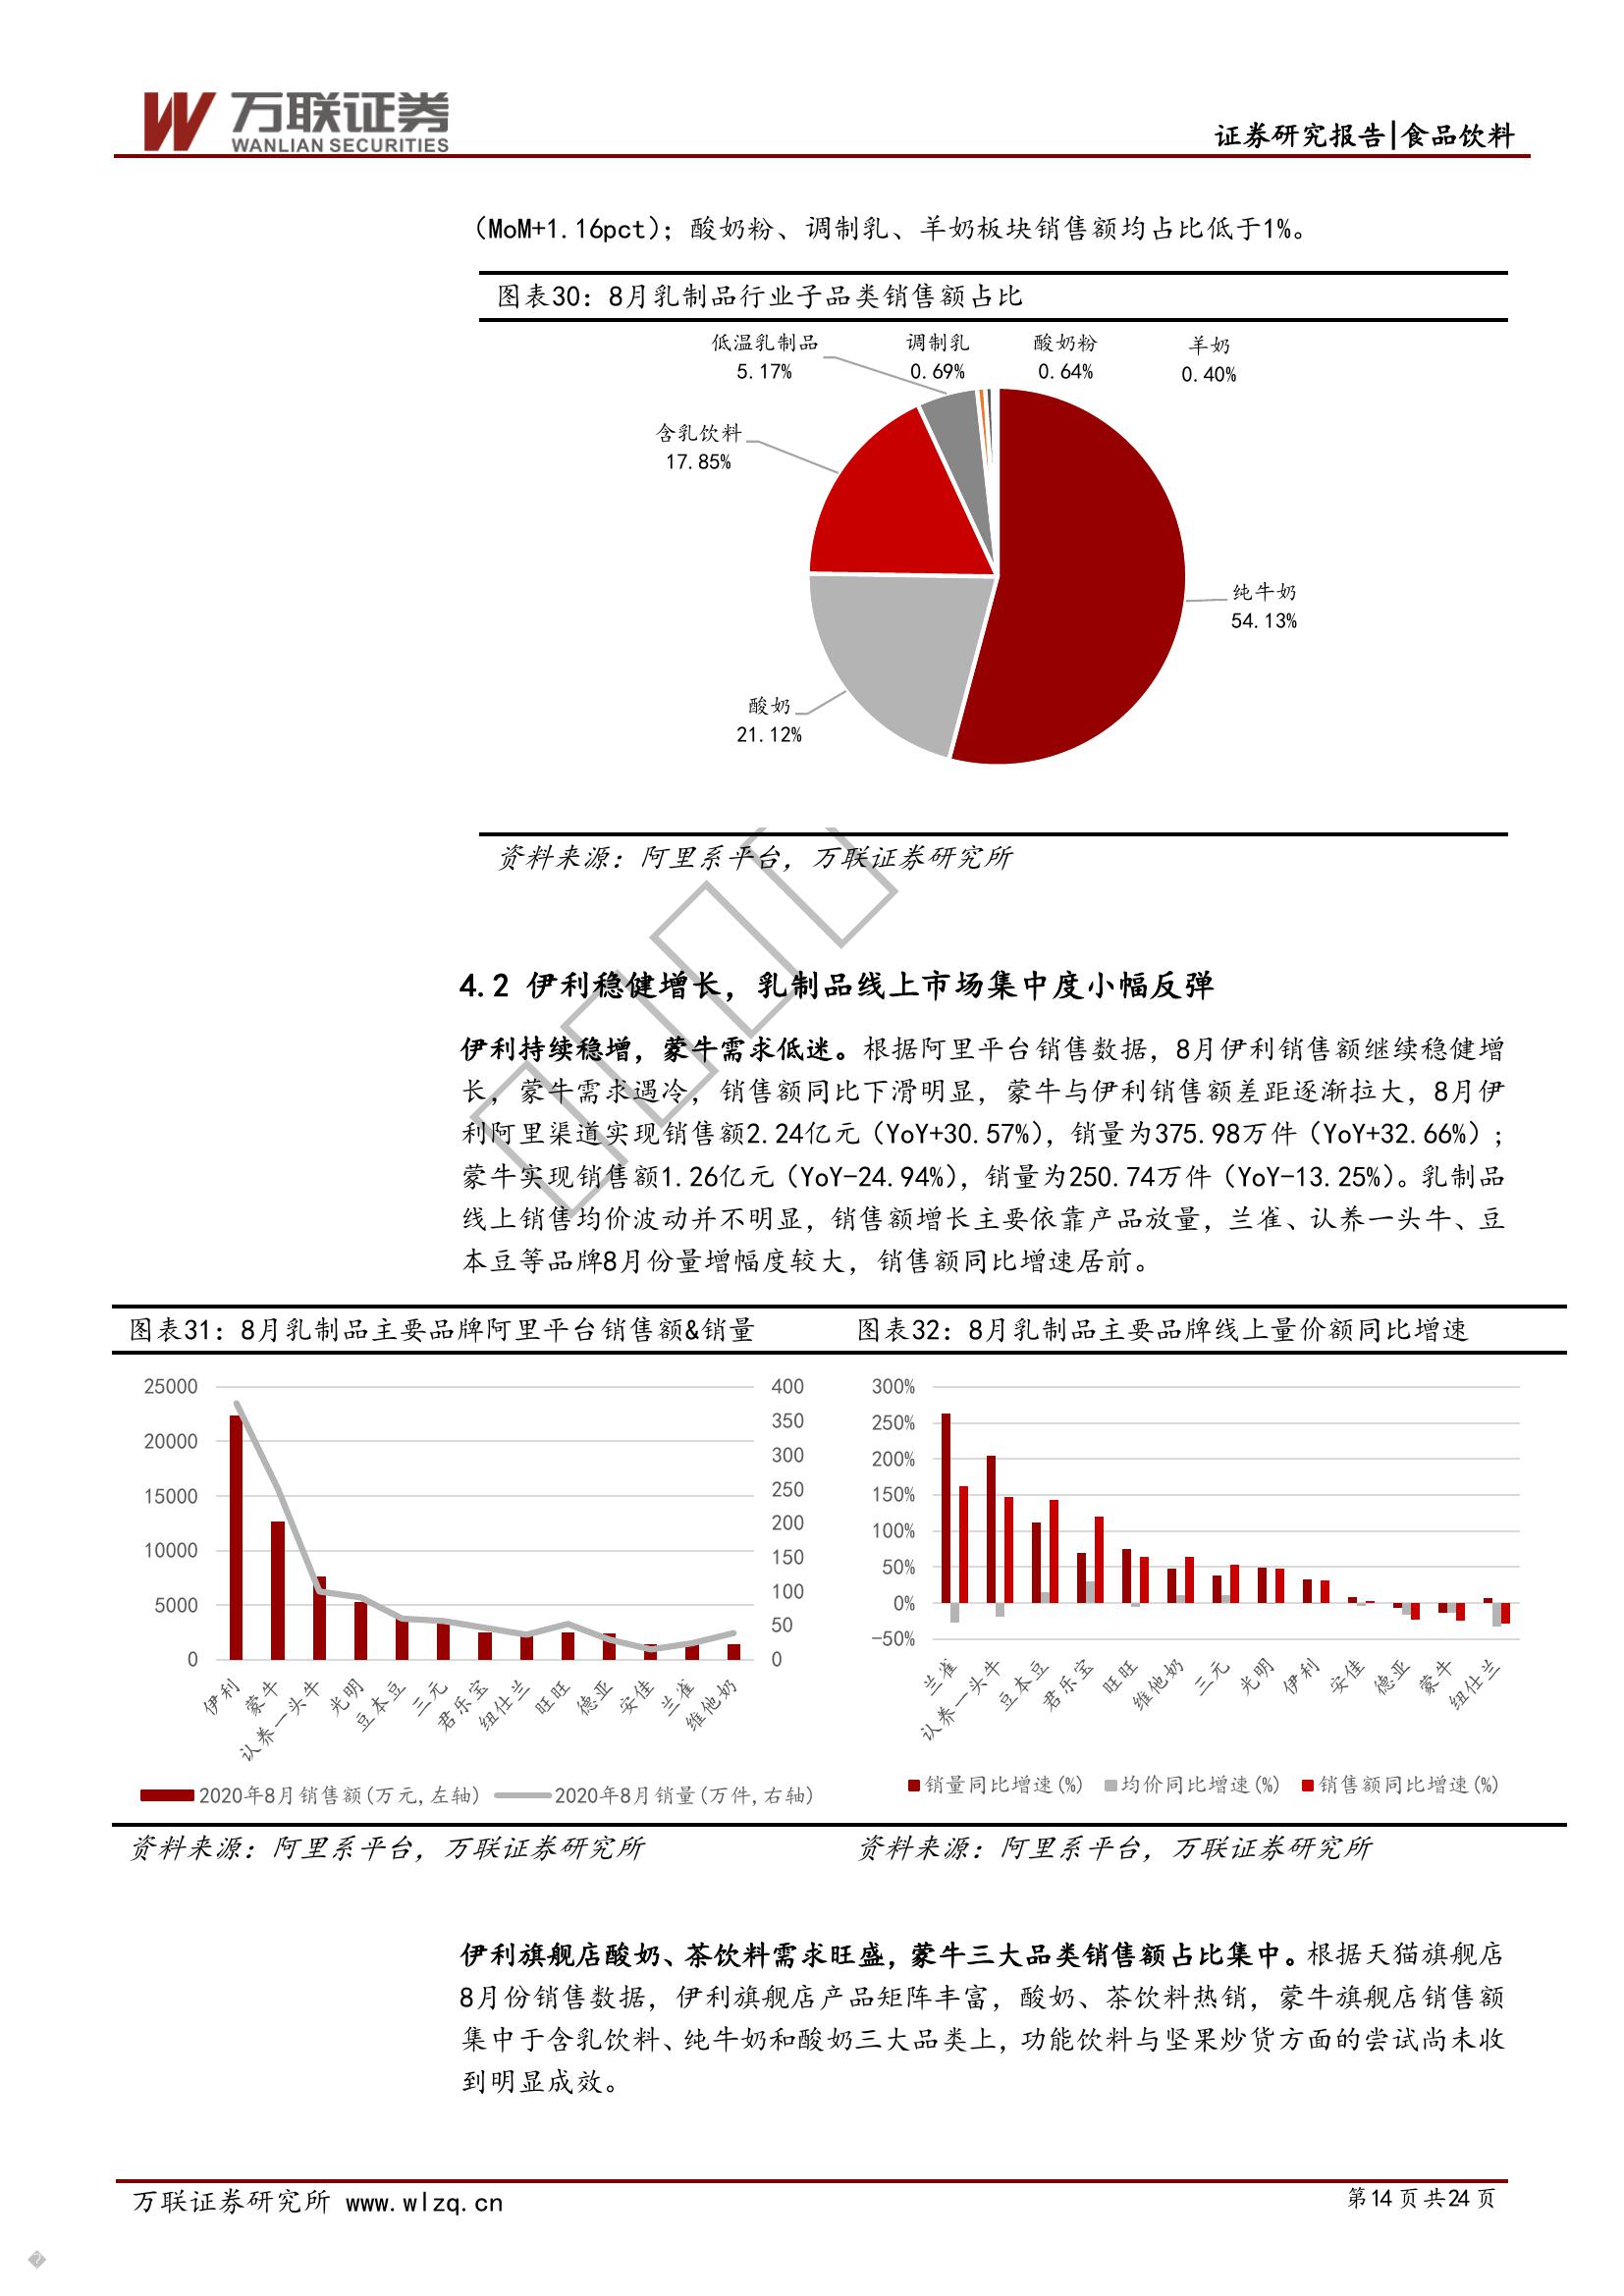 万联证券
WANLIAN SECURITIES
证券研究报告|食品饮料
（MoM+1.16pct）；酸奶粉、调制乳、羊奶板块销售额均占比低于1%。
图表30：8月乳制品行业子品类销售额占比
低温乳制品
5.17%
调制乳
0.69%
酸奶粉
0.64%
羊奶
0.40%
含乳饮料
17.85%
纯牛奶
54.13%
酸奶
21.12%
资料来源：阿里系平台，万联证券研究所
4.2 伊利稳健增长，乳制品线上市场集中度小幅反弹
伊利持续稳增，蒙牛需求低迷。根据阿里平台销售数据，8月伊利销售额继续稳健增
长，蒙牛需求遇冷，销售额同比下滑明显，蒙牛与伊利销售额差距逐渐拉大，8月伊
利阿里渠道实现销售额2.24亿元（YoY+30.57%），销量为375.98万件（YoY+32.66%）；
蒙牛实现销售额1.26亿元（YoY-24.94%），销量为250.74万件（YoY-13.25%）。乳制品
线上销售均价波动并不明显，销售额增长主要依靠产品放量，兰雀、认养一头牛、豆
本豆等品牌8月份量增幅度较大，销售额同比增速居前。
图表31：8月乳制品主要品牌阿里平台销售额&销量
25000
20000
15000
10000
5000
0
400
350
300
250
200
150
100
50
0
伊利
蒙牛
认养一头牛
光明
豆本豆
三元
君乐宝
纽仕兰
旺旺
德亚
安佳
兰雀
维他奶
2020年8月销售额(万元,左轴)
2020年8月销量(万件,右轴)
资料来源：阿里系平台，万联证券研究所
图表32：8月乳制品主要品牌线上量价额同比增速
300%
250%
200%
150%
100%
50%
0%
-50%
兰雀
认养一头牛
豆本豆
君乐宝
旺旺
维他奶
三元
光明
伊利
安佳
德亚
蒙牛
纽仕兰
销量同比增速(%)
均价同比增速(%)
销售额同比增速(%)
资料来源：阿里系平台，万联证券研究所
伊利旗舰店酸奶、茶饮料需求旺盛，蒙牛三大品类销售额占比集中。根据天猫旗舰店
8月份销售数据，伊利旗舰店产品矩阵丰富，酸奶、茶饮料热销，蒙牛旗舰店销售额
集中于含乳饮料、纯牛奶和酸奶三大品类上，功能饮料与坚果炒货方面的尝试尚未收
到明显成效。
万联证券研究所 www.wlzq.cn
第14页共24页